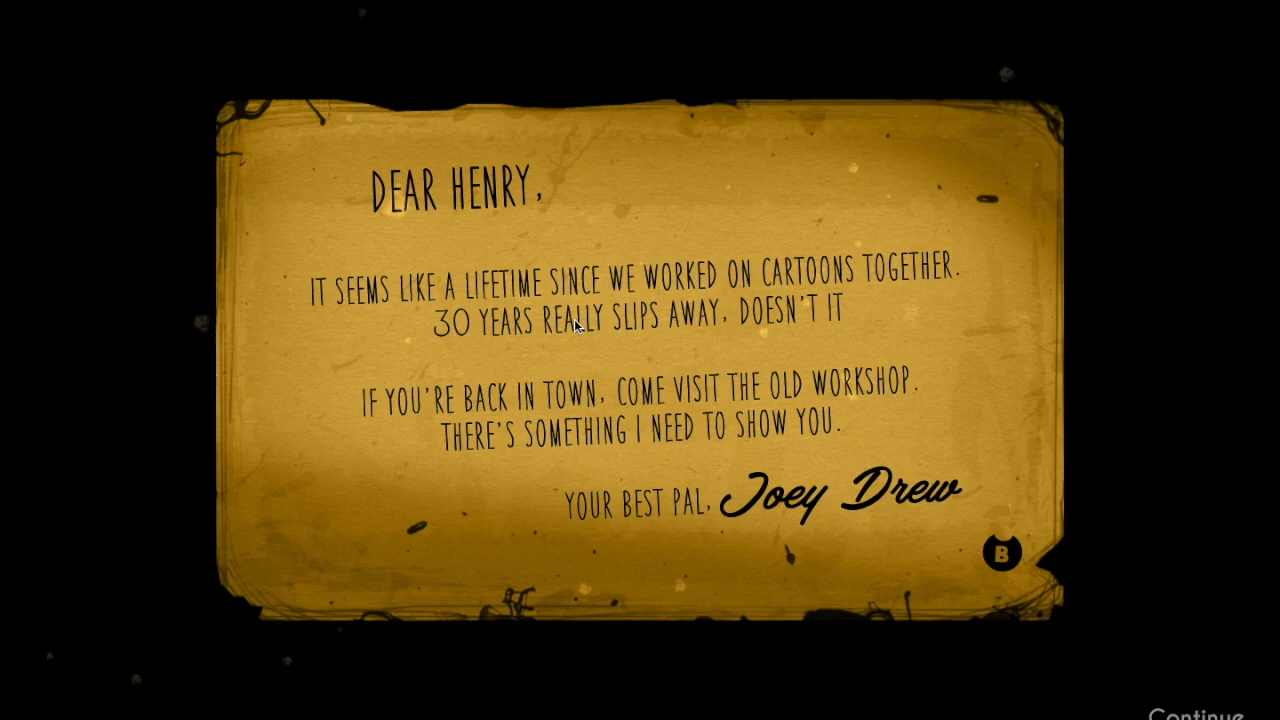 DEAR HENRY,
IT SEEMS LIKE A LIFETIME SINCE WE WORKED ON CARTOONS TOGETHER.
30 YEARS REALLY SLIPS AWAY, DOESN'T IT
IF YOU'RE BACK IN TOWN, COME VISIT THE OLD WORKSHOP.
THERE'S SOMETHING I NEED TO SHOW YOU.
YOUR BEST PAL, Joey Drew
B
Continue